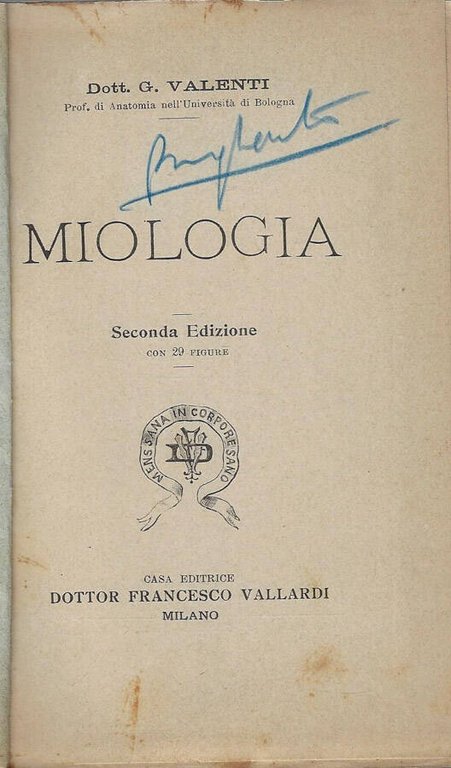 Dott. G. VALENTI
Prof. di Anatomia nell'Università di Bologna
MIOLOGIA
Seconda Edizione
CON 29 FIGURE
MENS SANA IN CORPORE SANO
CASA EDITRICE
DOTTOR FRANCESCO VALLARDI
MILANO